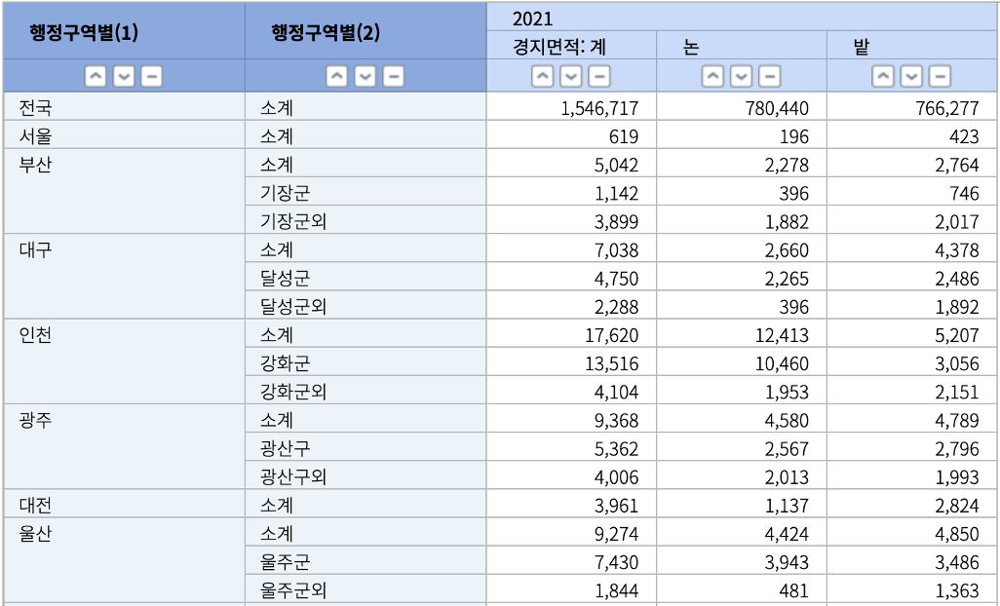 행정구역별(1) 행정구역별(2) 2021
경지면적: 계 논 밭
전국 소계 1,546,717 780,440 766,277
서울 소계 619 196 423
부산 소계 5,042 2,278 2,764
기장군 1,142 396 746
기장군외 3,899 1,882 2,017
대구 소계 7,038 2,660 4,378
달성군 4,750 2,265 2,486
달성군외 2,288 396 1,892
인천 소계 17,620 12,413 5,207
강화군 13,516 10,460 3,056
강화군외 4,104 1,953 2,151
광주 소계 9,368 4,580 4,789
광산구 5,362 2,567 2,796
광산구외 4,006 2,013 1,993
대전 소계 3,961 1,137 2,824
울산 소계 9,274 4,424 4,850
울주군 7,430 3,943 3,486
울주군외 1,844 481 1,363